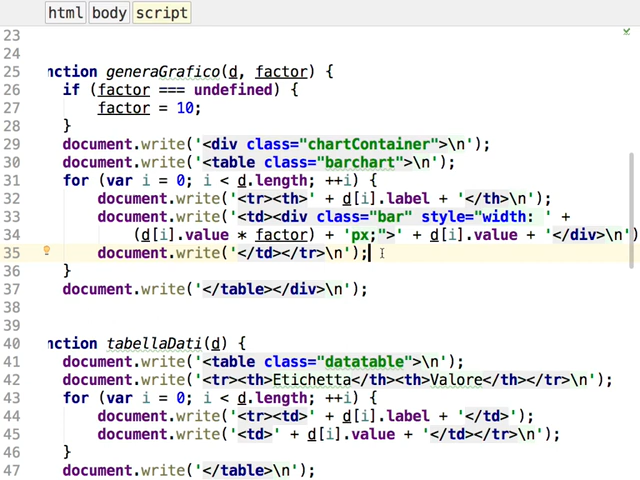 html body script
23
24
25 nction generaGrafico(d, factor) {
26 if (factor === undefined) {
27 factor = 10;
28 }
29 document.write('<div class="chartContainer">\n');
30 document.write('<table class="barchart">\n');
31 for (var i = 0; i < d.length; ++i) {
32 document.write('<tr><th>' + d[i].label + '</th>\n');
33 document.write('<td><div class="bar" style="width: ' +
34 (d[i].value * factor) + 'px;">' + d[i].value + '</div>\n')
35 document.write('</td></tr>\n');
36 }
37 document.write('</table></div>\n');
38
39
40 nction tabellaDati(d) {
41 document.write('<table class="datatable">\n');
42 document.write('<tr><th>Etichetta</th><th>Valore</th></tr>\n');
43 for (var i = 0; i < d.length; ++i) {
44 document.write('<tr><td>' + d[i].label + '</td>');
45 document.write('<td>' + d[i].value + '</td></tr>\n');
46 }
47 document.write('</table>\n');